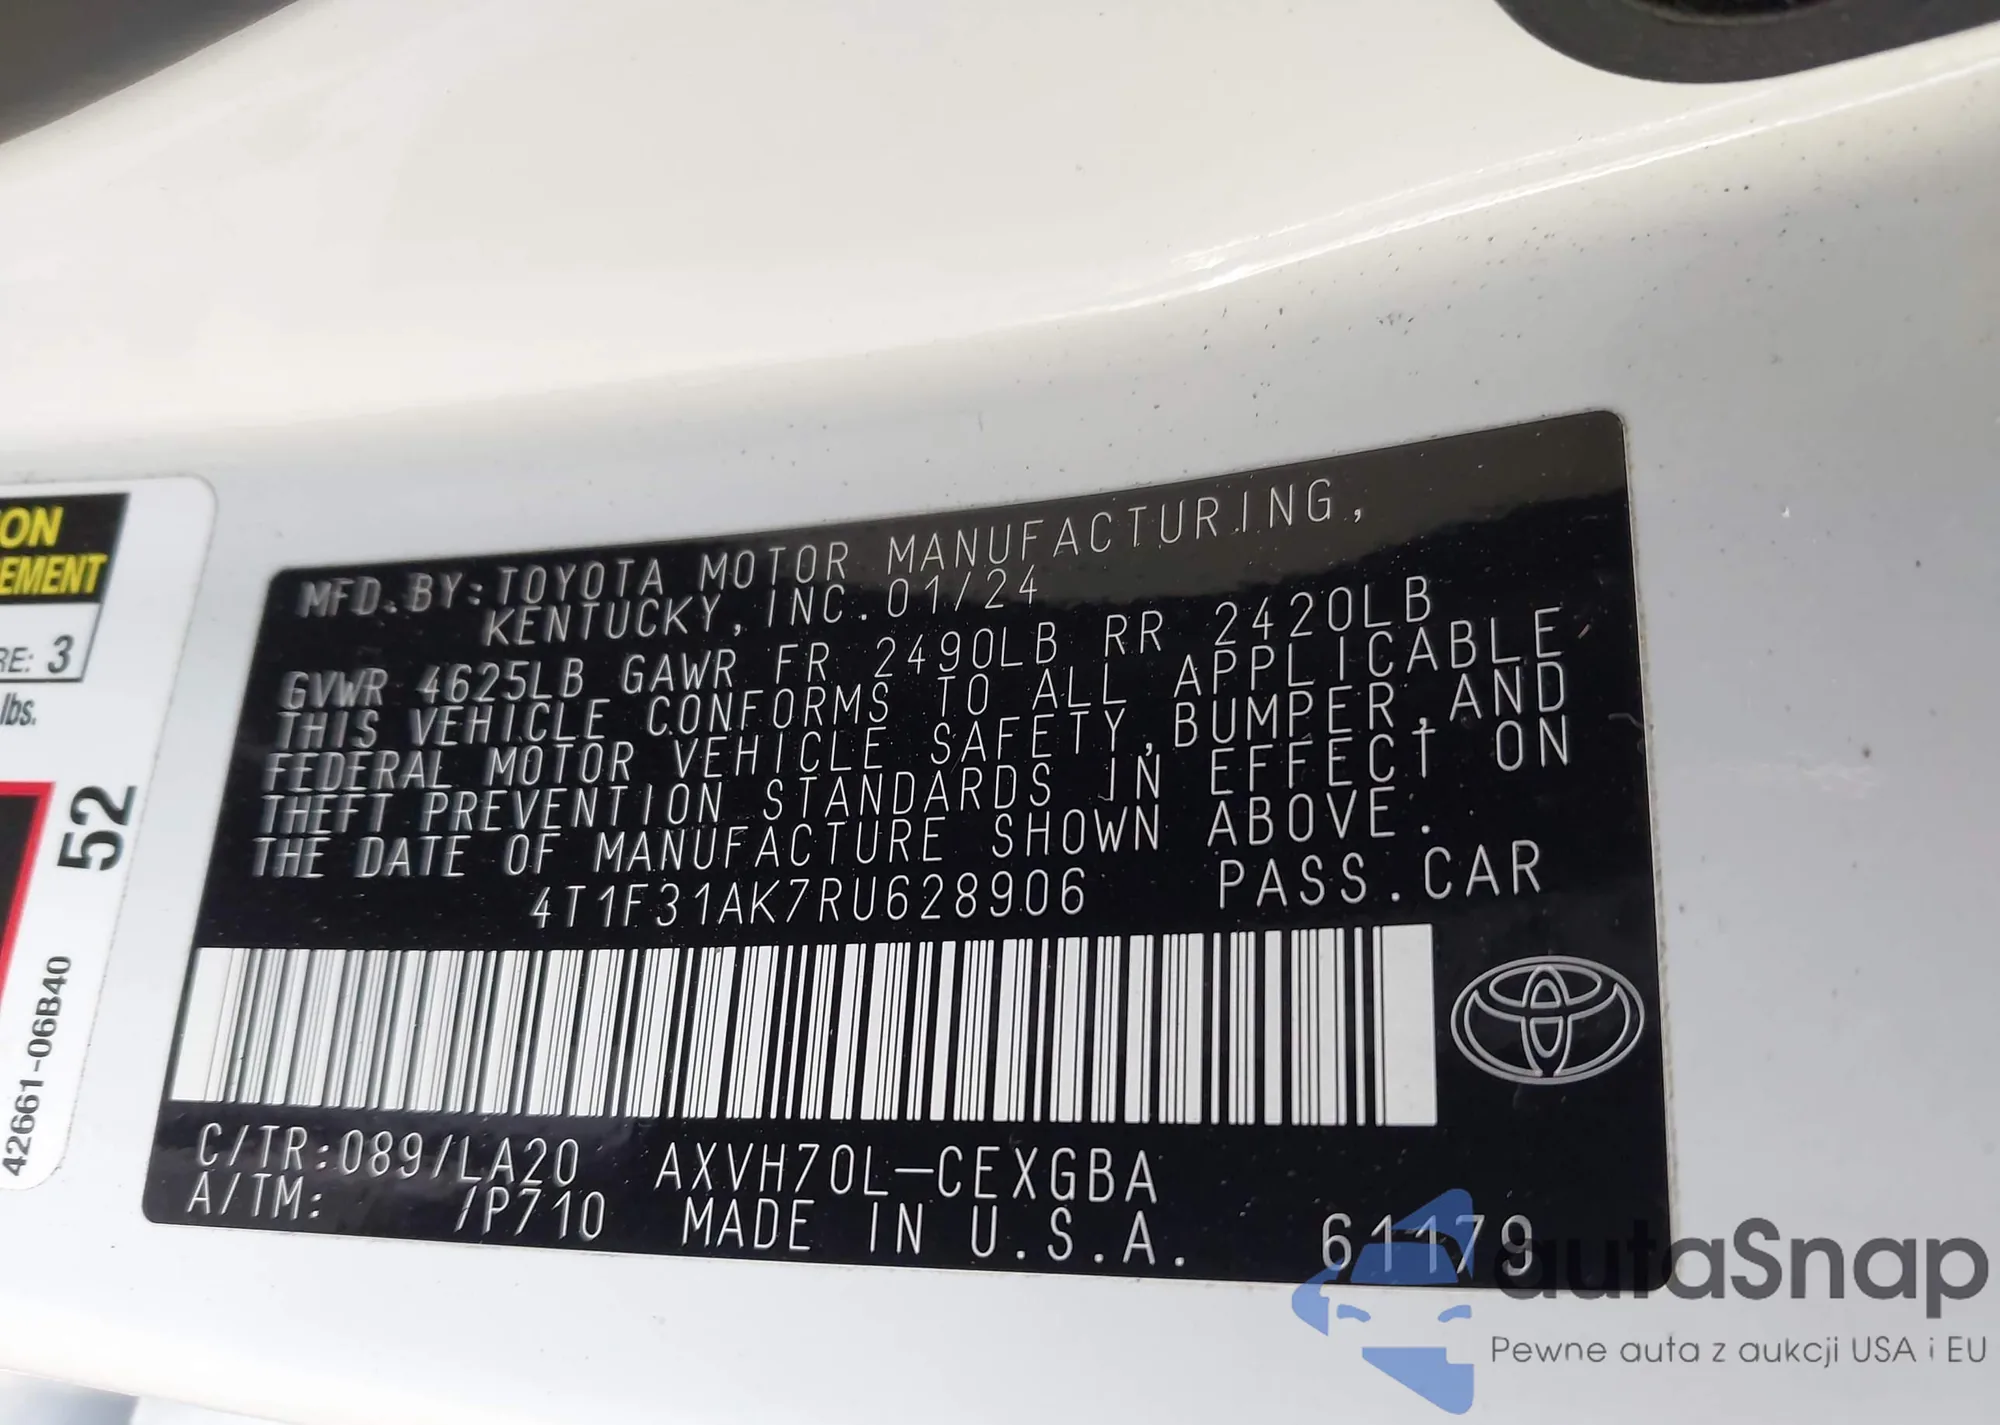 ION
EMENT
RE: 3
lbs.
52
42661-06B40
MFD.BY:TOYOTA MOTOR MANUFACTURING,
KENTUCKY, INC. 01/24
GVWR 4625LB GAWR FR 2490LB RR 2420LB
THIS VEHICLE CONFORMS TO ALL APPLICABLE
FEDERAL MOTOR VEHICLE SAFETY, BUMPER, AND
THEFT PREVENTION STANDARDS IN EFFECT ON
THE DATE OF MANUFACTURE SHOWN ABOVE.
4T1F31AK7RU628906 PASS.CAR
C/TR:089/LA20 AXVH70L-CEXGBA
A/TM: /P710 MADE IN U.S.A. 61179
autaSnap
Pewne auta z aukcji USA i EU